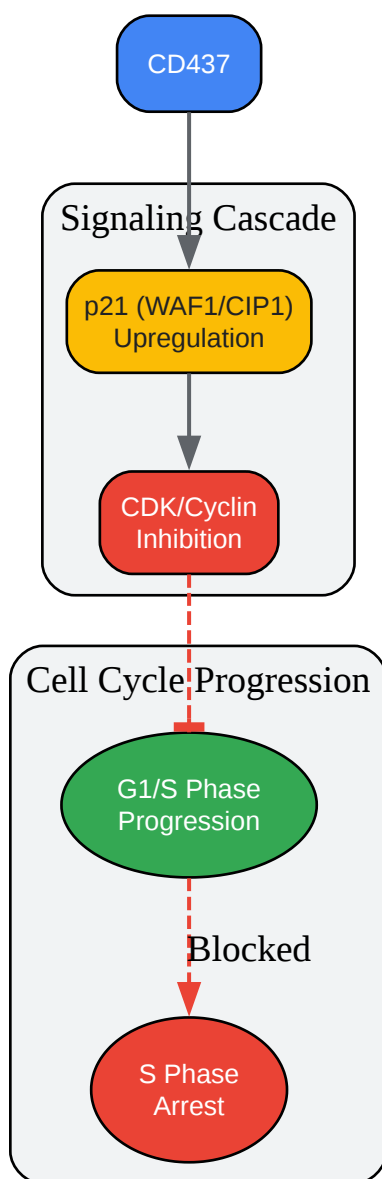 CD437
Signaling Cascade
p21 (WAF1/CIP1)
Upregulation
CDK/Cyclin
Inhibition
Cell Cycle Progression
G1/S Phase
Progression
Blocked
S Phase
Arrest